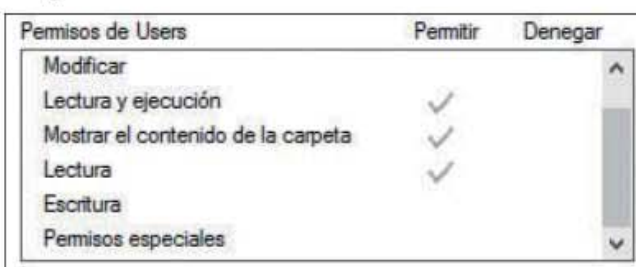 Permisos de Users Permitir Denegar
Modificar
Lectura y ejecución
Mostrar el contenido de la carpeta
Lectura
Escritura
Permisos especiales